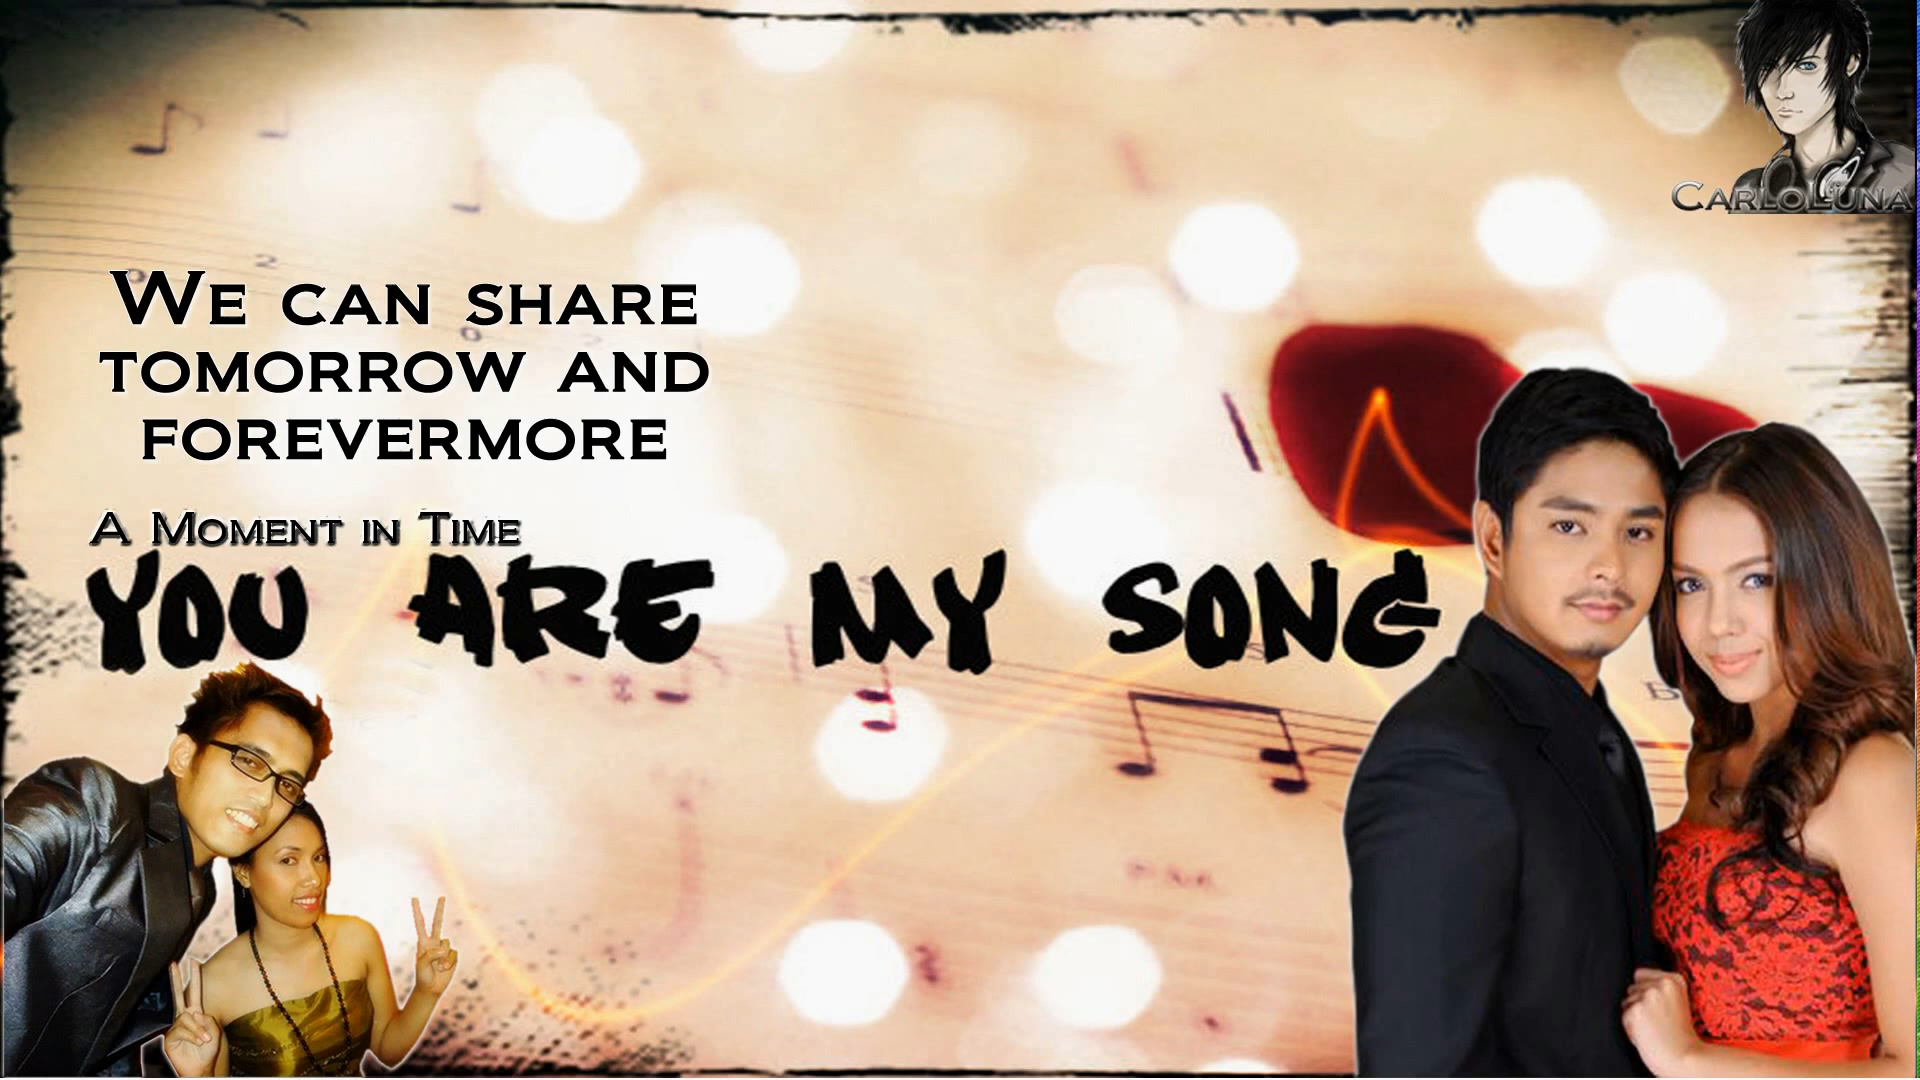 CarloLuna
We can share
tomorrow and
forevermore
A Moment in Time
YOU ARE MY SONG